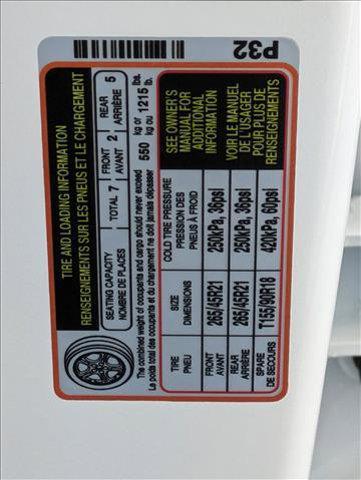 P32
TIRE AND LOADING INFORMATION
RENSEIGNEMENTS SUR LES PNEUS ET LE CHARGEMENT
SEATING CAPACITY
NOMBRE DE PLACES
TOTAL 7
FRONT 2
AVANT
REAR 5
ARRIÈRE
The combined weight of occupants and cargo should never exceed 550 kg or 1215 lbs.
Le poids total des occupants et du chargement ne doit jamais dépasser kg ou lb.
TIRE SIZE COLD TIRE PRESSURE
PNEU DIMENSIONS PRESSION DES
PNEUS À FROID
FRONT
AVANT 265/45R21 250KPa, 36psi
REAR
ARRIÈRE 265/45R21 250KPa, 36psi
SPARE
DE SECOURS T155/90R18 420KPa, 60psi
SEE OWNER'S
MANUAL FOR
ADDITIONAL
INFORMATION
VOIR LE MANUEL
DE L'USAGER
POUR PLUS DE
RENSEIGNEMENTS